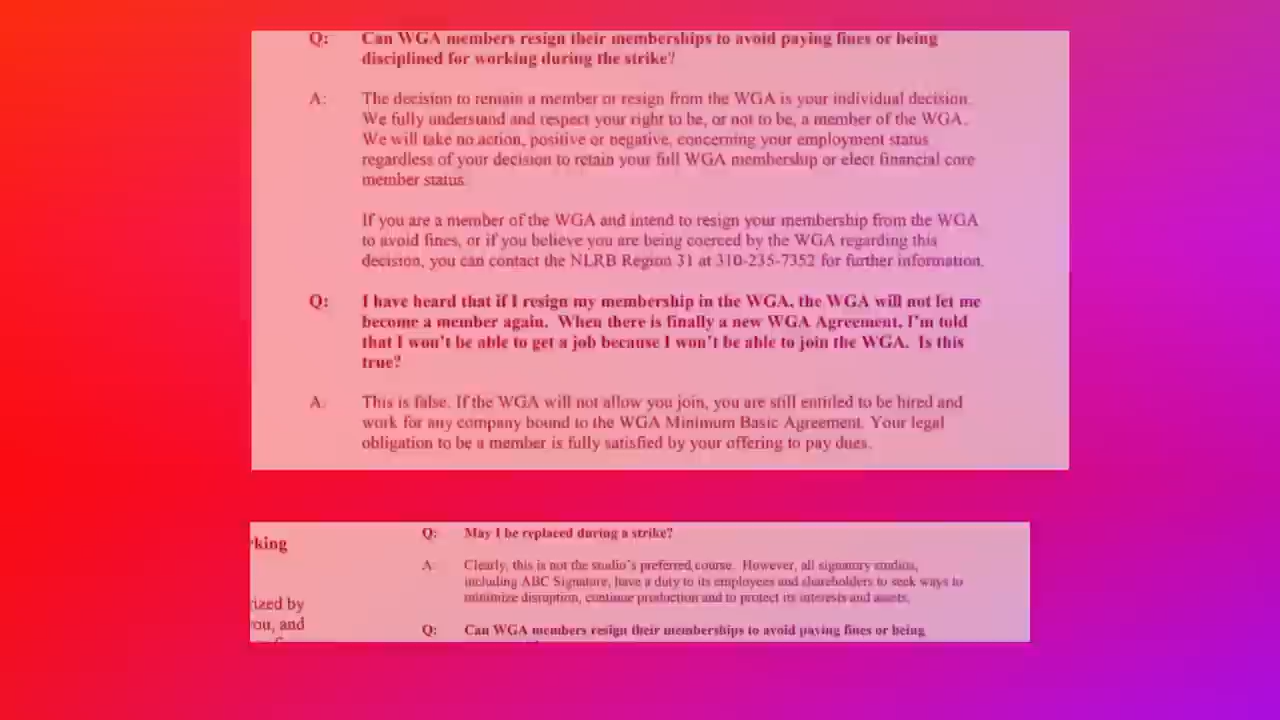 Q: Can WGA members resign their memberships to avoid paying fines or being
disciplined for working during the strike?
A: The decision to remain a member or resign from the WGA is your individual decision.
We fully understand and respect your right to be, or not to be, a member of the WGA.
We will take no action, positive or negative, concerning your employment status
regardless of your decision to retain your full WGA membership or elect financial core
member status.
If you are a member of the WGA and intend to resign your membership from the WGA
to avoid fines, or if you believe you are being coerced by the WGA regarding this
decision, you can contact the NLRB Region 31 at 310-235-7352 for further information.
Q: I have heard that if I resign my membership in the WGA, the WGA will not let me
become a member again. When there is finally a new WGA Agreement, I'm told
that I won't be able to get a job because I won't be able to join the WGA. Is this
true?
A: This is false. If the WGA will not allow you join, you are still entitled to be hired and
work for any company bound to the WGA Minimum Basic Agreement. Your legal
obligation to be a member is fully satisfied by your offering to pay dues.
rking
rized by
ou, and
Q: May I be replaced during a strike?
A: Clearly, this is not the studio's preferred course. However, all signatory studios,
including ABC Signature, have a duty to its employees and shareholders to seek ways to
minimize disruption, continue production and to protect its interests and assets.
Q: Can WGA members resign their memberships to avoid paying fines or being